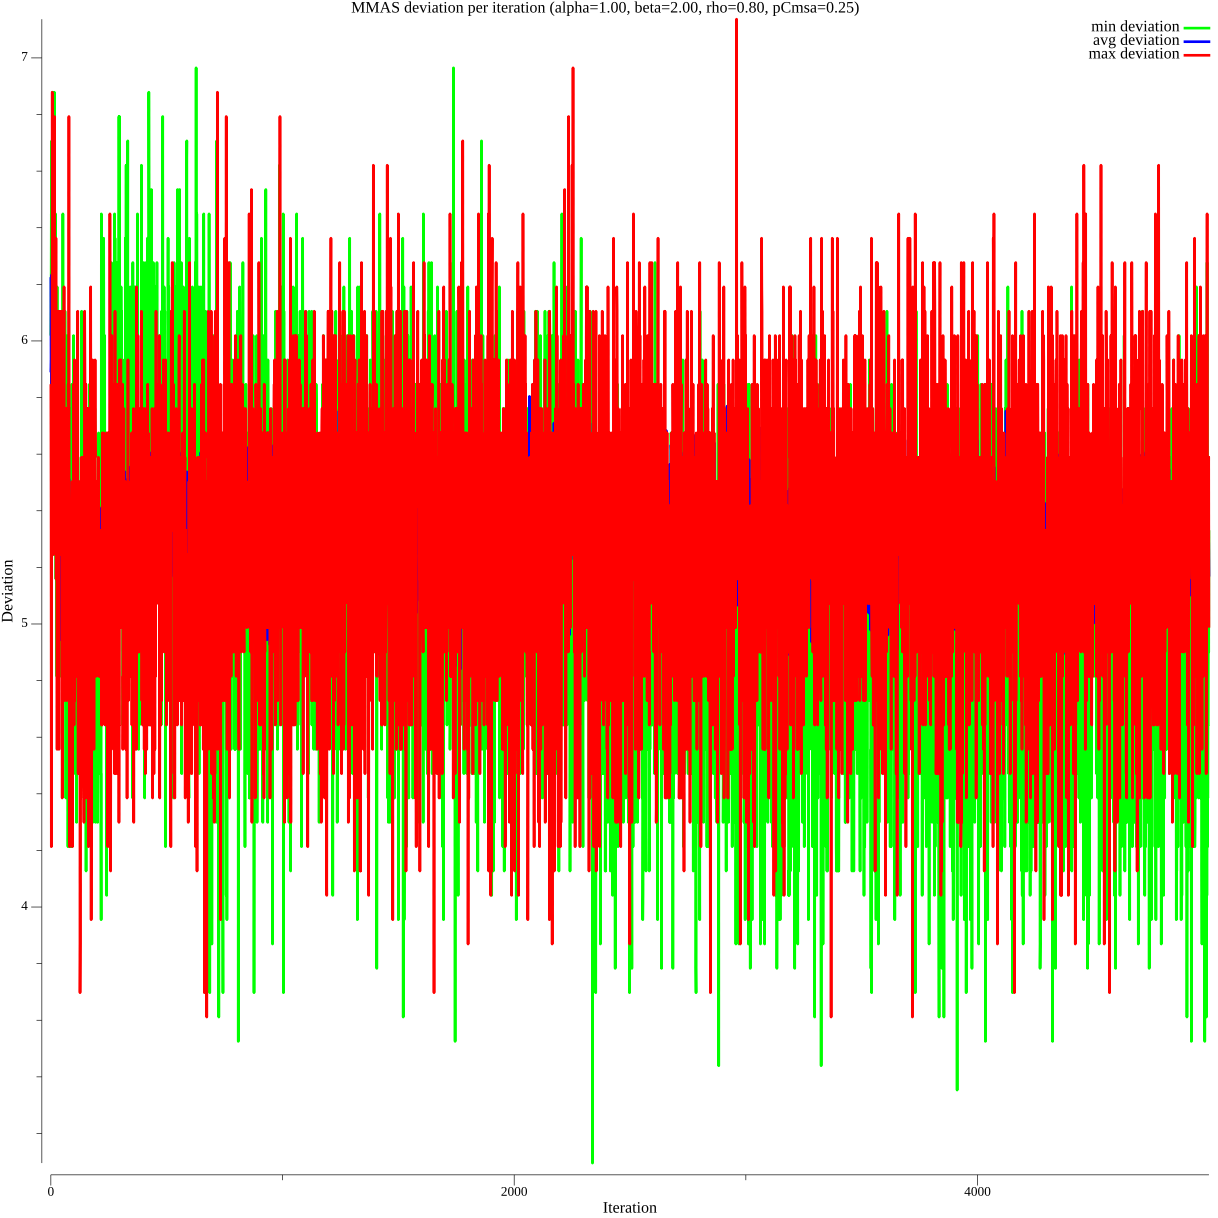 MMAS deviation per iteration (alpha=1.00, beta=2.00, rho=0.80, pCmsa=0.25)
min deviation
avg deviation
max deviation
7
6
5
4
Deviation
0
2000
4000
Iteration